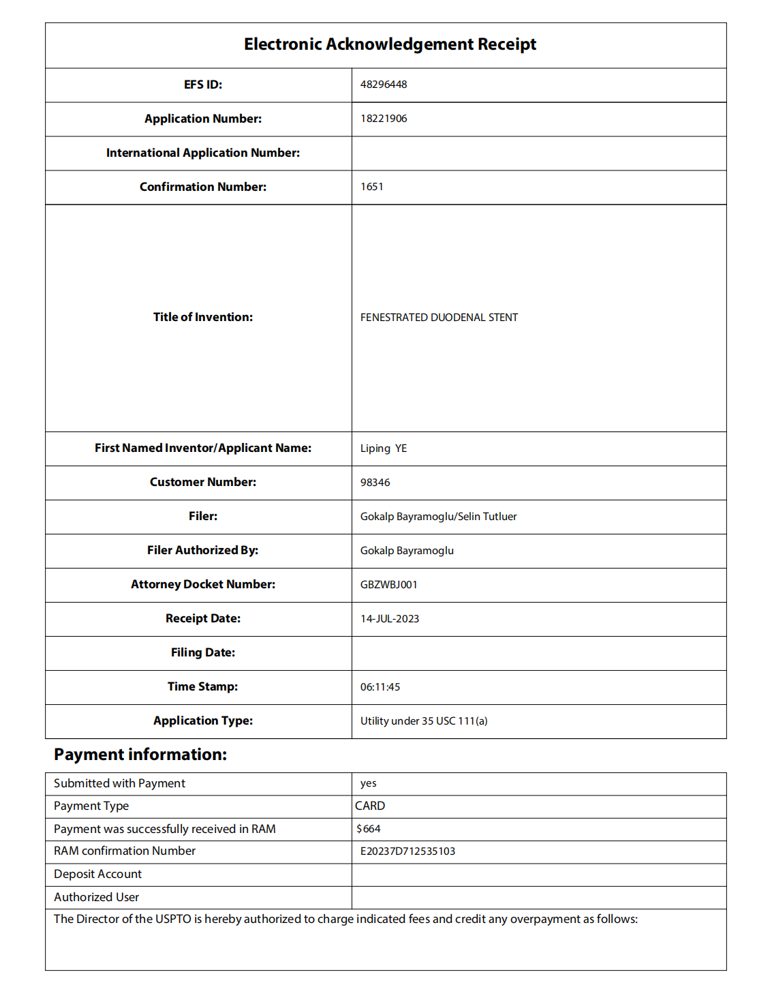 Electronic Acknowledgement Receipt
EFS ID: 48296448
Application Number: 18221906
International Application Number:
Confirmation Number: 1651
Title of Invention: FENESTRATED DUODENAL STENT
First Named Inventor/Applicant Name: Liping YE
Customer Number: 98346
Filer: Gokalp Bayramoglu/Selin Tutluer
Filer Authorized By: Gokalp Bayramoglu
Attorney Docket Number: GBZWBJ001
Receipt Date: 14-JUL-2023
Filing Date:
Time Stamp: 06:11:45
Application Type: Utility under 35 USC 111(a)
Payment information:
Submitted with Payment yes
Payment Type CARD
Payment was successfully received in RAM $664
RAM confirmation Number E20237D712535103
Deposit Account
Authorized User
The Director of the USPTO is hereby authorized to charge indicated fees and credit any overpayment as follows: